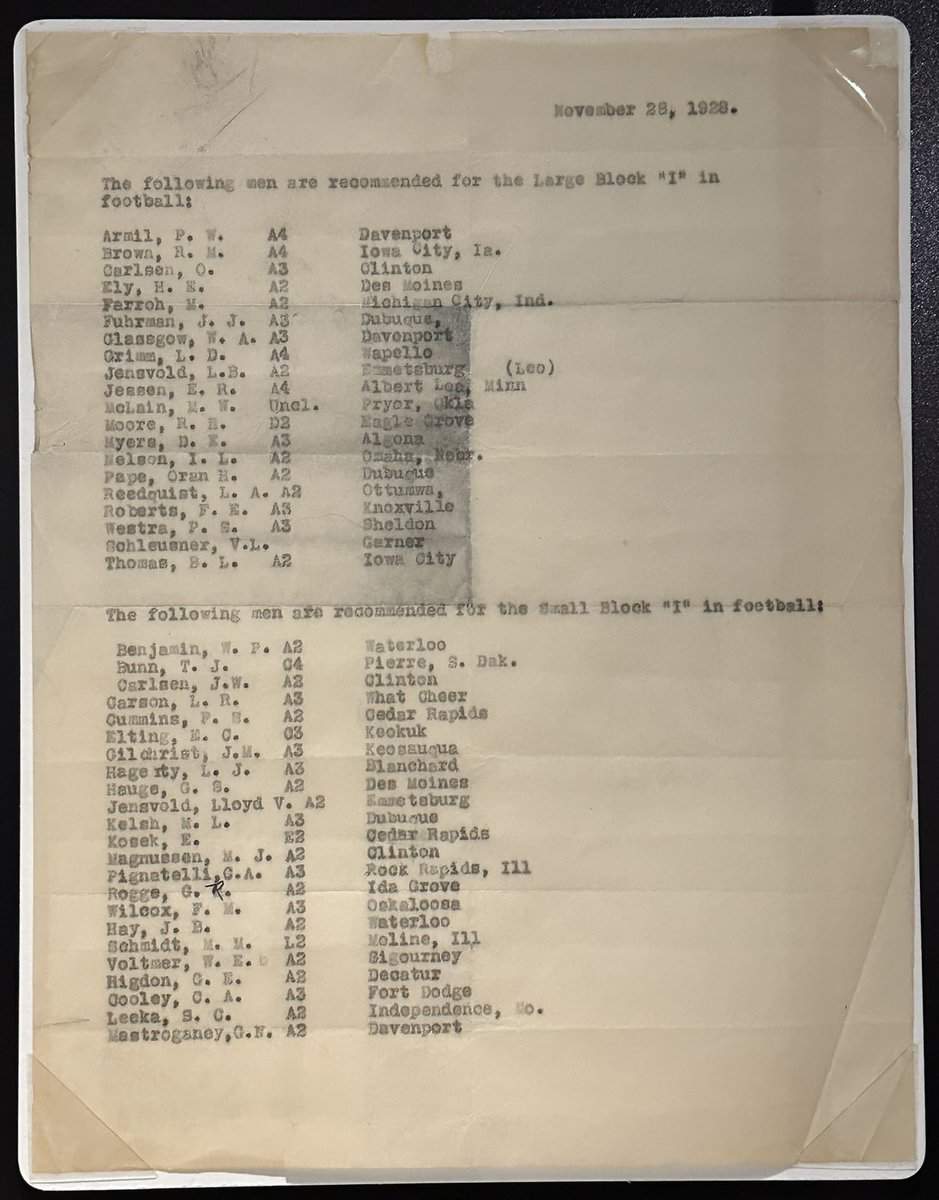 November 28, 1928.
The following men are recommended for the Large Block "I" in
football:
Armil, P. W. A4 Davenport
Brown, R. M. A4 Iowa City, Ia.
Carlsen, O. A3 Clinton
Ely, H. E. A2 Des Moines
Farroh, M. A2 Michigan City, Ind.
Fuhrman, J. J. A3 Dubuque,
Glassgow, W. A. A3 Davenport
Grimm, L. D. A4 Wapello
Jensvold, L.B. A2 Emmetsburg (Leo)
Jessen, E. R. A4 Albert Lea, Minn
McLain, M. W. Uncl. Pryor, Okla
Moore, R. H. D2 Eagle Grove
Myers, D. K. A3 Algona
Nelson, I. L. A2 Omaha, Nebr.
Pape, Oran H. A2 Dubuque
Reedquist, L. A. A2 Ottumwa,
Roberts, F. E. A3 Knoxville
Westra, P. S. A3 Sheldon
Schleusner, V.L. Garner
Thomas, B. L. A2 Iowa City
The following men are recommended for the Small Block "I" in football:
Benjamin, W. P. A2 Waterloo
Bunn, T. J. C4 Pierre, S. Dak.
Carlsen, J.W. A2 Clinton
Carson, L. R. A3 What Cheer
Cummins, P. S. A2 Cedar Rapids
Elting, E. C. C3 Keokuk
Gilchrist, J.M. A3 Keosauqua
Hagerty, L. J. A3 Blanchard
Hauge, G. S. A2 Des Moines
Jensvold, Lloyd V. A2 Emmetsburg
Kelsh, M. L. A3 Dubuque
Kosek, E. E2 Cedar Rapids
Magnussen, M. J. A2 Clinton
Pignatelli,C.A. A3 Rock Rapids, Ill
Rogge, G. R. A2 Ida Grove
Wilcox, F. M. A3 Oskaloosa
Hay, J. B. A2 Waterloo
Schmidt, M. M. L2 Moline, Ill
Voltmer, W. E. A2 Sigourney
Higdon, G. E. A2 Decatur
Cooley, C. A. A3 Fort Dodge
Leeka, S. C. A2 Independence, Mo.
Mastroganey,G.N. A2 Davenport